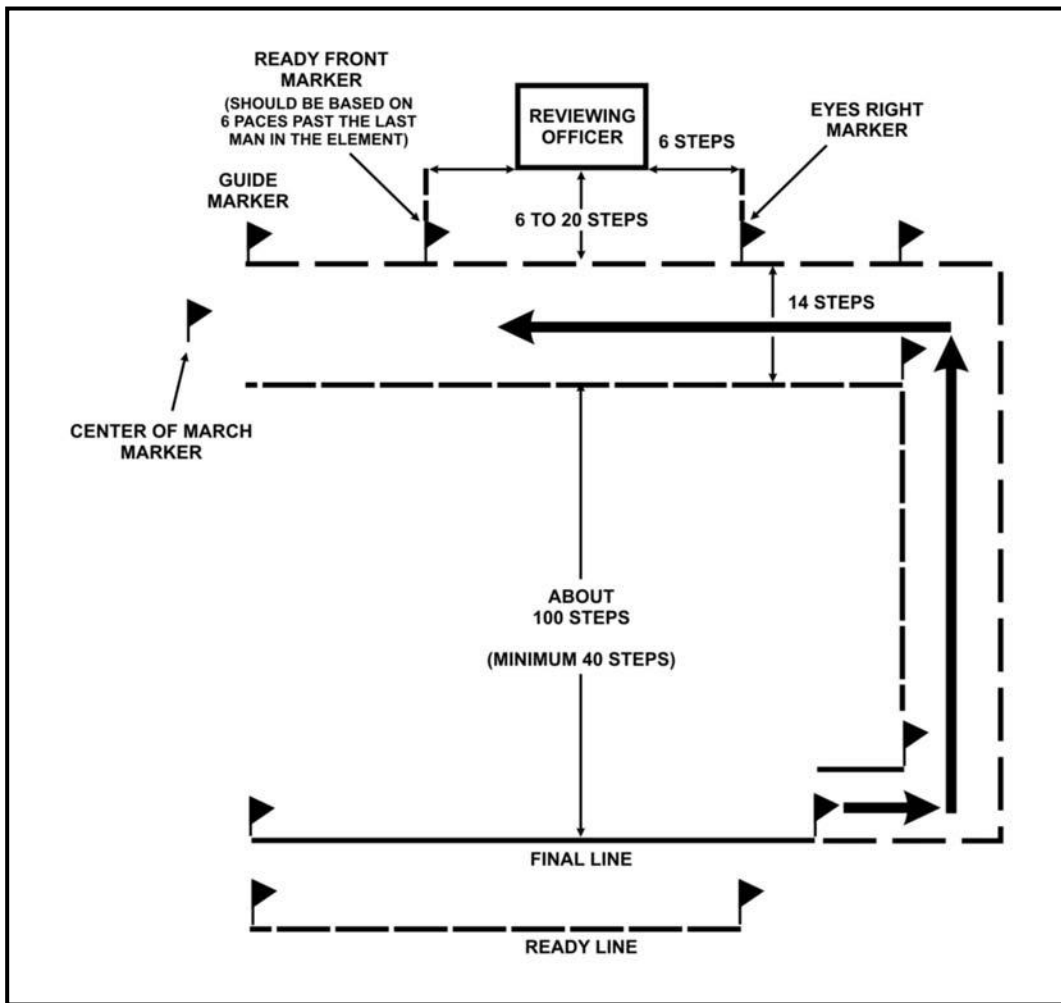 READY FRONT
MARKER
(SHOULD BE BASED ON
6 PACES PAST THE LAST
MAN IN THE ELEMENT)
REVIEWING
OFFICER
6 STEPS
EYES RIGHT
MARKER
GUIDE
MARKER
6 TO 20 STEPS
14 STEPS
CENTER OF MARCH
MARKER
ABOUT
100 STEPS
(MINIMUM 40 STEPS)
FINAL LINE
READY LINE